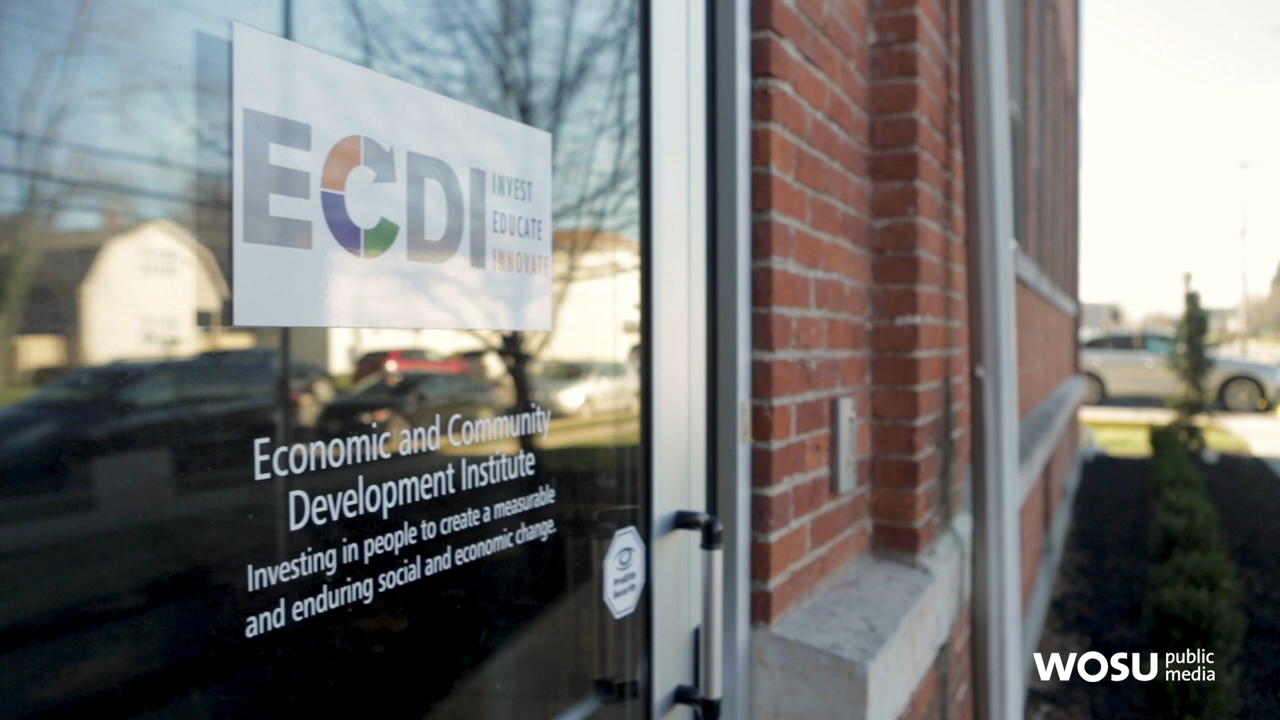 ECDI
INVEST
EDUCATE
INNOVATE
Economic and Community
Development Institute
Investing in people to create a measurable
and enduring social and economic change.
Security
WOSU public
media